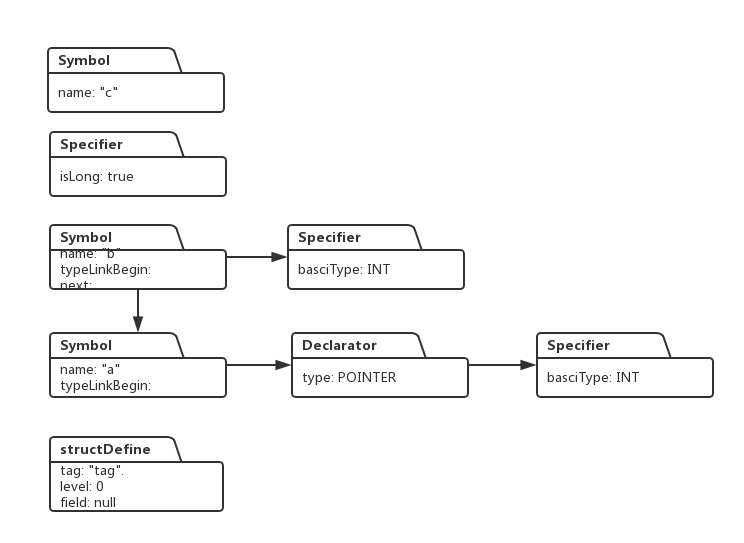 Symbol
name: "c"
Specifier
isLong: true
Symbol
name: "b"
typeLinkBegin:
next:
Specifier
basciType: INT
Symbol
name: "a"
typeLinkBegin:
Declarator
type: POINTER
Specifier
basciType: INT
structDefine
tag: "tag".
level: 0
field: null